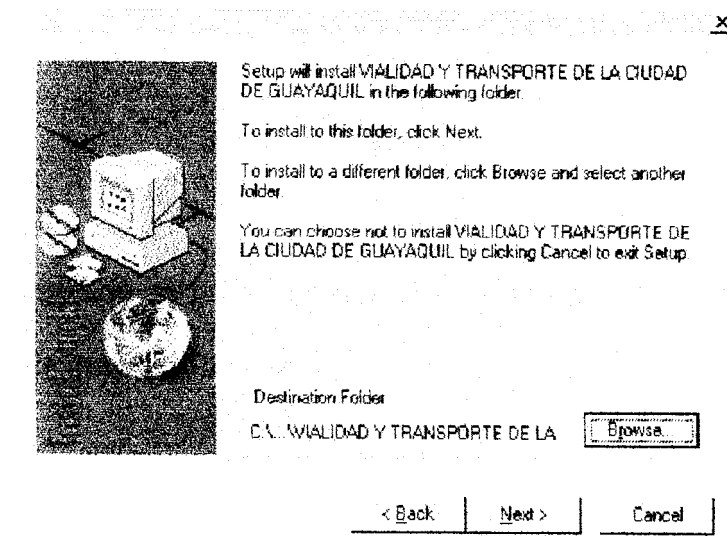 Setup will install VIALIDAD Y TRANSPORTE DE LA CIUDAD
DE GUAYAQUIL in the following folder.
To install to this folder, click Next.
To install to a different folder, click Browse and select another
folder.
You can choose not to install VIALIDAD Y TRANSPORTE DE
LA CIUDAD DE GUAYAQUIL by clicking Cancel to exit Setup.
Destination Folder
C:\...\VIALIDAD Y TRANSPORTE DE LA
Browse...
< Back
Next >
Cancel